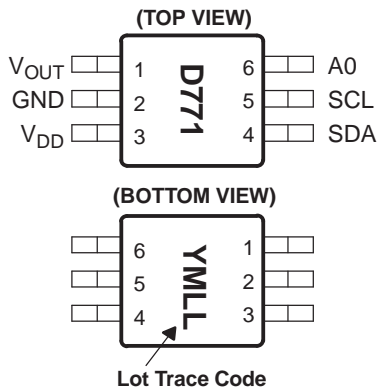 (TOP VIEW)
VOUT 1 D771 6 A0
GND 2 5 SCL
VDD 3 4 SDA
(BOTTOM VIEW)
6 YMLL 1
5 2
4 3
Lot Trace Code